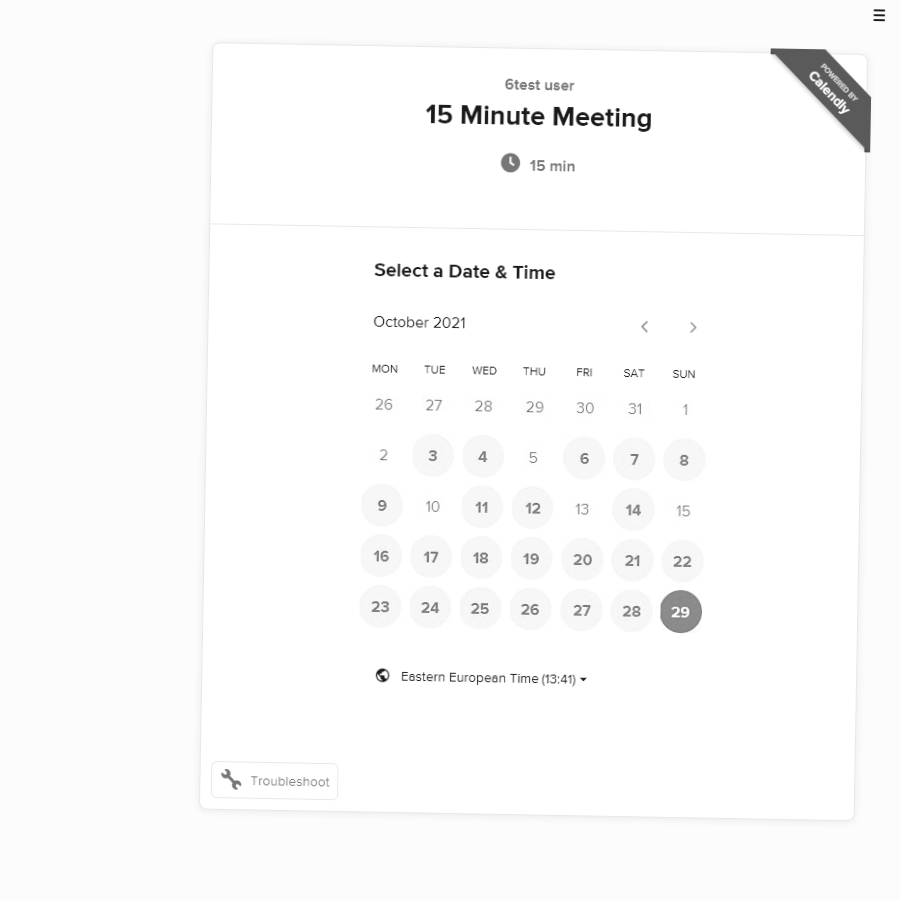 POWERED BY
Calendly
6test user
15 Minute Meeting
15 min
Select a Date & Time
October 2021
MON TUE WED THU FRI SAT SUN
26 27 28 29 30 31 1
2 3 4 5 6 7 8
9 10 11 12 13 14 15
16 17 18 19 20 21 22
23 24 25 26 27 28 29
Eastern European Time (13:41)
Troubleshoot